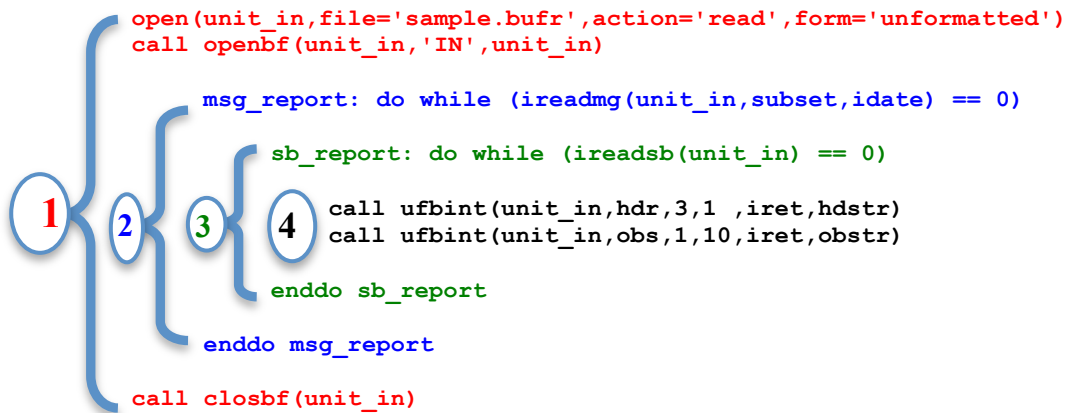 open(unit_in,file='sample.bufr',action='read',form='unformatted')
call openbf(unit_in,'IN',unit_in)
msg_report: do while (ireadmg(unit_in,subset,idate) == 0)
sb_report: do while (ireadsb(unit_in) == 0)
1 2 3 4
call ufbint(unit_in,hdr,3,1 ,iret,hdstr)
call ufbint(unit_in,obs,1,10,iret,obstr)
enddo sb_report
enddo msg_report
call closbf(unit_in)